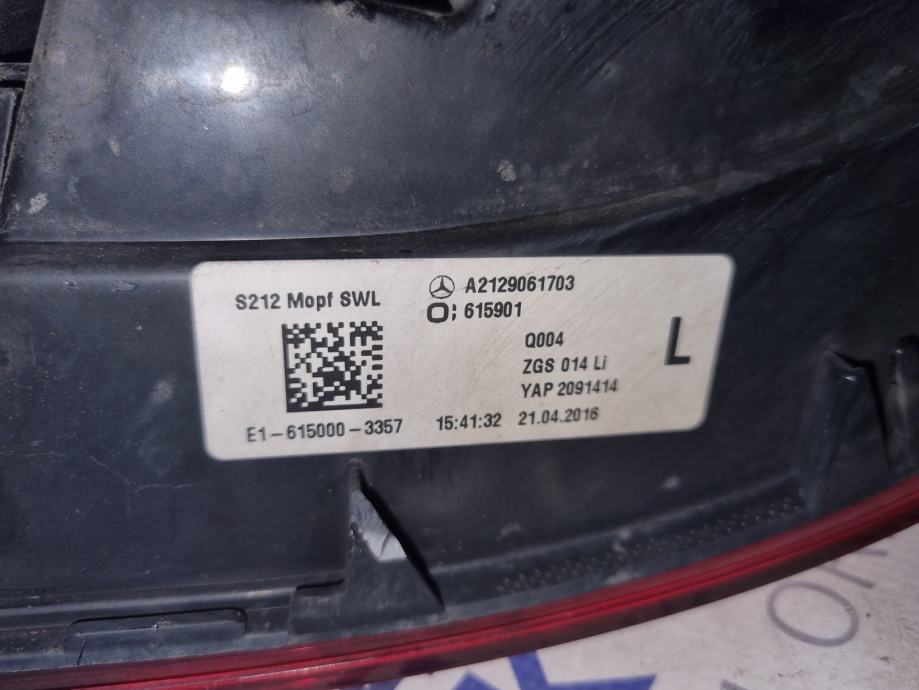 S212 Mopf SWL
A2129061703
615901
Q004
ZGS 014 Li
YAP 2091414
L
E1-615000-3357 15:41:32 21.04.2016